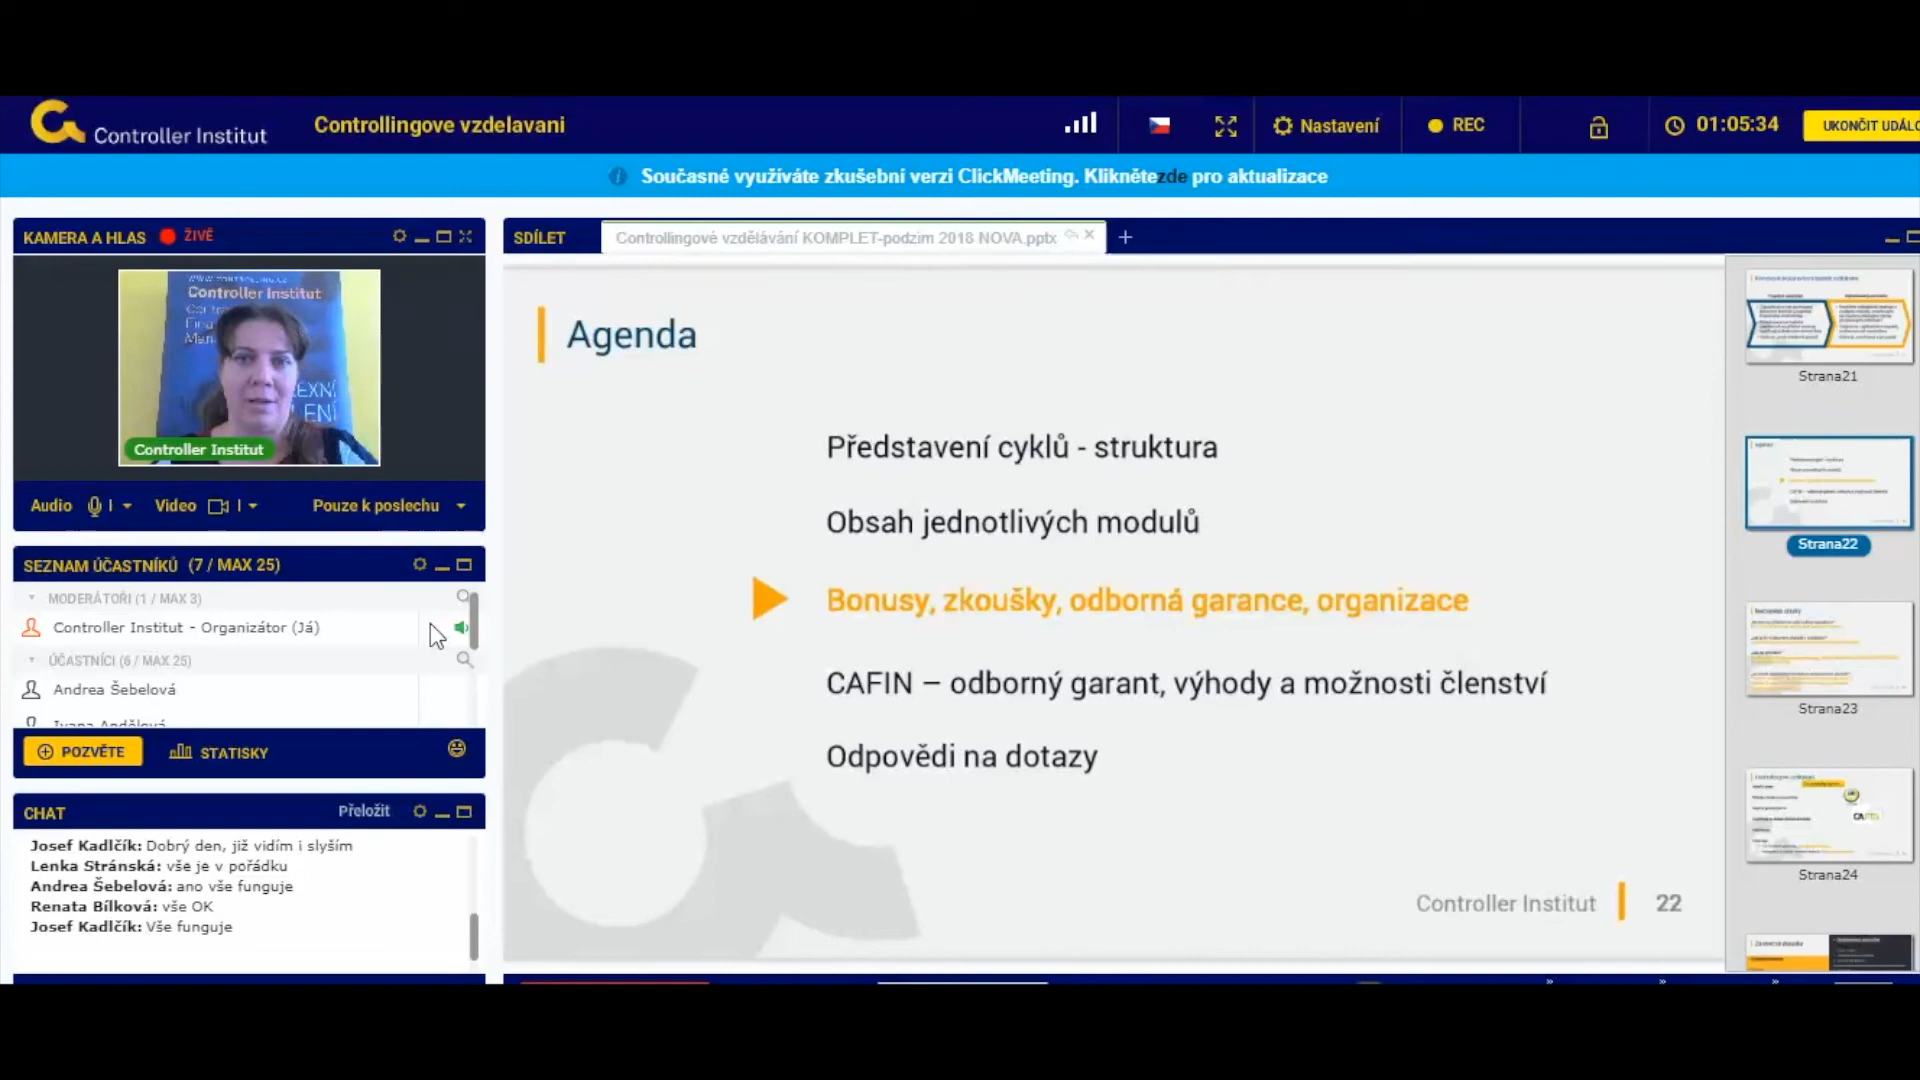 Controller Institut
Controllingove vzdelavani
Nastavení
REC
01:05:34
UKONČIT UDÁLO
Současné využíváte zkušební verzi ClickMeeting. Kliknětezde pro aktualizace
KAMERA A HLAS
ŽIVĚ
Controller Institut
Controller Institut
Audio
Video
Pouze k poslechu
SEZNAM ÚČASTNÍKŮ (7 / MAX 25)
MODERÁTOŘI (1 / MAX 3)
Controller Institut - Organizátor (Já)
ÚČASTNÍCI (6 / MAX 25)
Andrea Šebelová
Ivana Andělová
POZVĚTE
STATISKY
CHAT
Přeložit
Josef Kadlčík: Dobrý den, již vidím i slyším
Lenka Stránská: vše je v pořádku
Andrea Šebelová: ano vše funguje
Renata Bílková: vše OK
Josef Kadlčík: Vše funguje
SDÍLET
Controllingové vzdělávání KOMPLET-podzim 2018 NOVA.pptx
Agenda
Představení cyklů - struktura
Obsah jednotlivých modulů
Bonusy, zkoušky, odborná garance, organizace
CAFIN – odborný garant, výhody a možnosti členství
Odpovědi na dotazy
Controller Institut
22
Strana21
Strana22
Strana23
Strana24